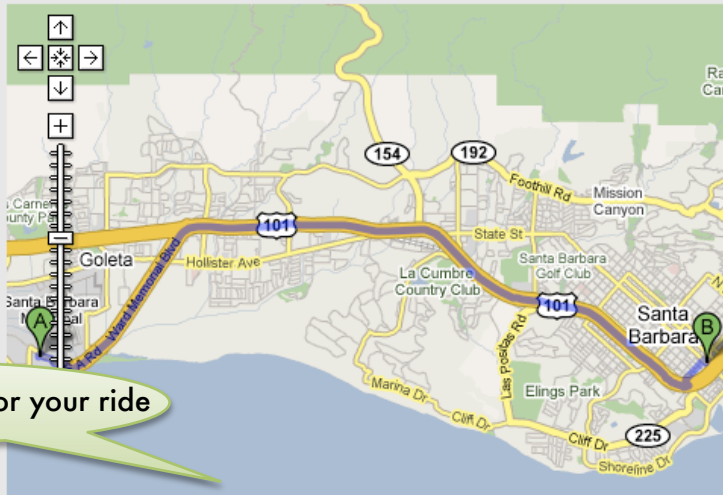 154
192
Foothill Rd
Mission
Canyon
101
State St
Goleta
Hollister Ave
Ward Memorial Blvd
Santa Barbara
Golf Club
La Cumbre
Country Club
101
Santa
Barbara
A
B
Las Positas Rd
or your ride
Marina Dr
Cliff Dr
Elings Park
Cliff Dr
225
Shoreline Dr